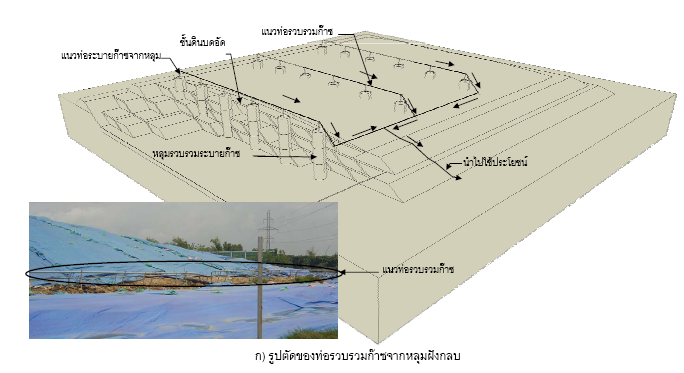 แนวท่อรวบรวมก๊าซ
ชั้นดินบดอัด
แนวท่อระบายก๊าซจากหลุม
หลุมรวบรวมระบายก๊าซ
นำไปใช้ประโยชน์
แนวท่อรวบรวมก๊าซ
ก) รูปตัดของท่อรวบรวมก๊าซจากหลุมฝังกลบ